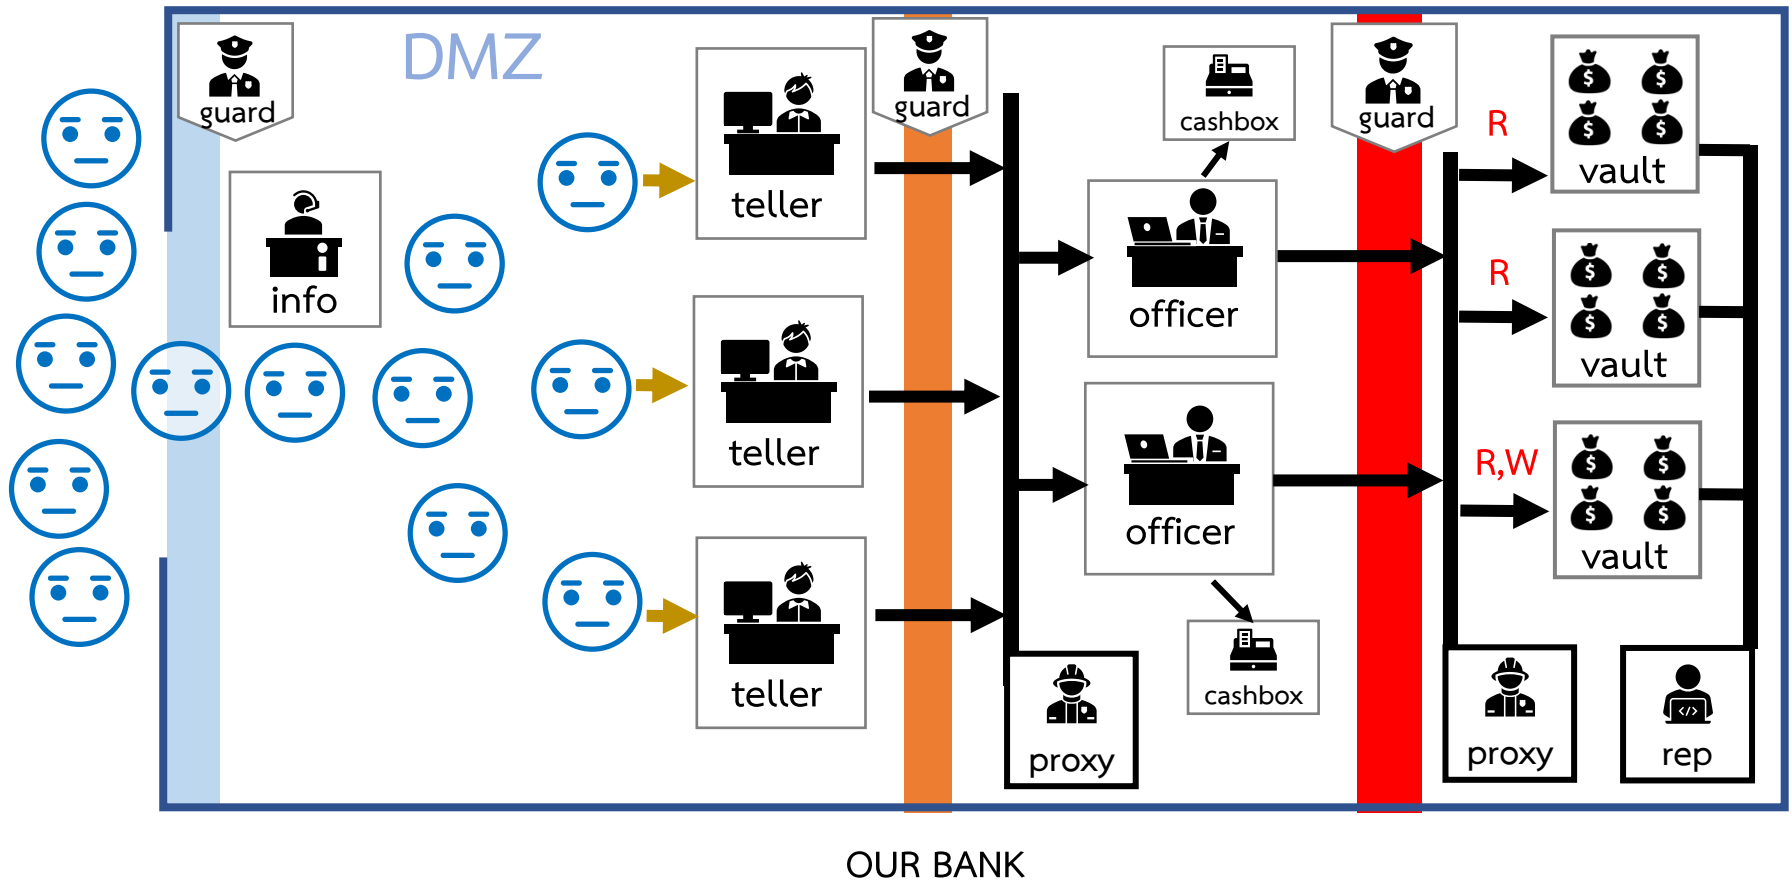 DMZ
guard
info
teller
teller
teller
guard
proxy
cashbox
officer
officer
cashbox
guard
R
R
R,W
vault
vault
vault
proxy
rep
OUR BANK